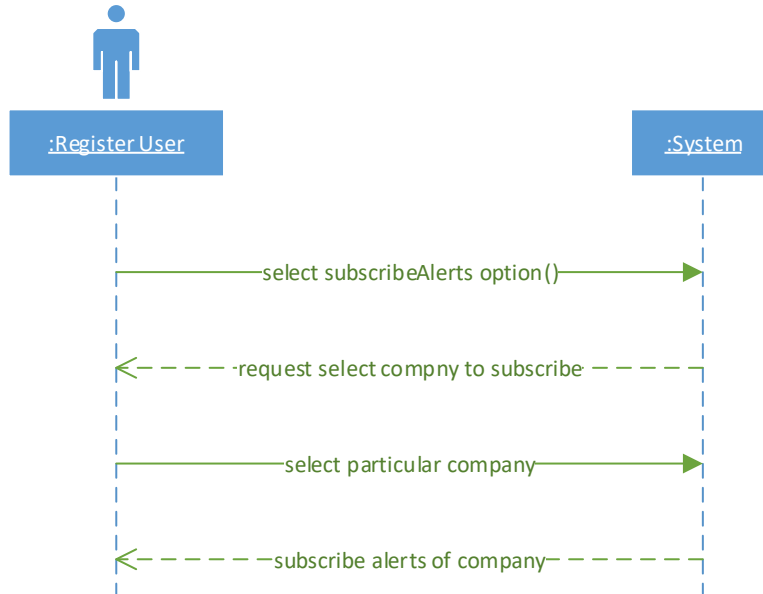 :Register User
:System
select subscribeAlerts option()
request select compny to subscribe
select particular company
subscribe alerts of company